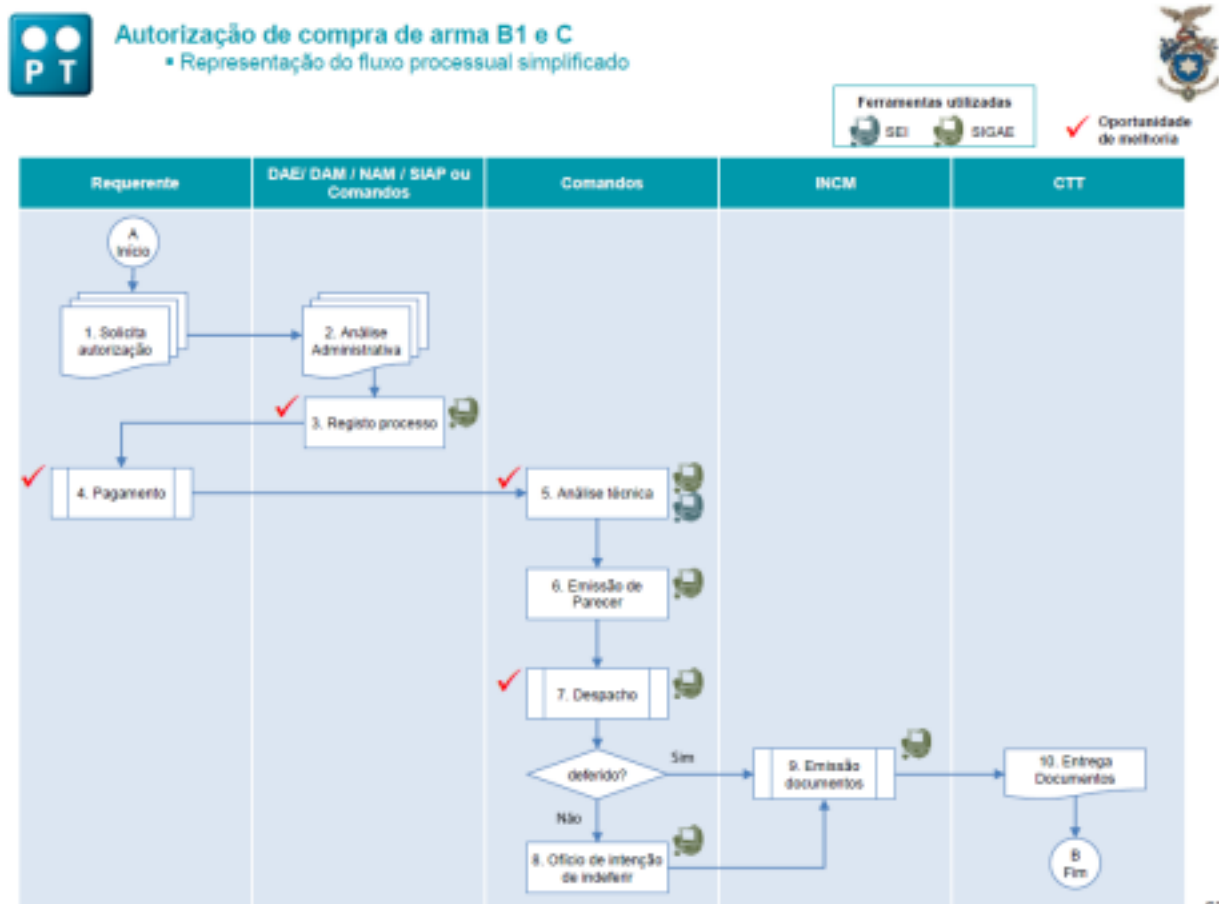 PT
Autorização de compra de arma B1 e C
▪ Representação do fluxo processual simplificado
Ferramentas utilizadas
SEI
SIGAE
Oportunidade
de melhoria
Requerente
DAE/ DAM / NAM / SIAP ou
Comandos
Comandos
INCM
CTT
A
Início
1. Solicita
autorização
2. Análise
Administrativa
3. Registo processo
4. Pagamento
5. Análise técnica
6. Emissão de
Parecer
7. Despacho
deferido?
Sim
Não
8. Ofício de intenção
de indeferir
9. Emissão
documentos
10. Entrega
Documentos
B
Fim